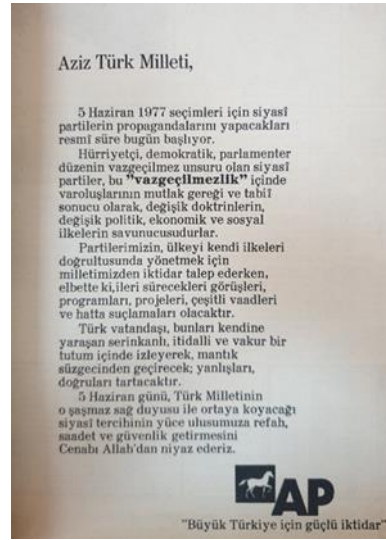 Aziz Türk Milleti,
5 Haziran 1977 seçimleri için siyasî
partilerin propagandalarını yapacakları
resmî süre bugün başlıyor.
Hürriyetçi, demokratik, parlamenter
düzenin vazgeçilmez unsuru olan siyasî
partiler, bu "vazgeçilmezlik" içinde
varoluşlarının mutlak gereği ve tabiî
sonucu olarak, değişik doktrinlerin,
değişik politik, ekonomik ve sosyal
ilkelerin savunucusudurlar.
Partilerimizin, ülkeyi kendi ilkeleri
doğrultusunda yönetmek için
milletimizden iktidar talep ederken,
elbette ki,ileri sürecekleri görüşleri,
programları, projeleri, çeşitli vaadleri
ve hatta suçlamaları olacaktır.
Türk vatandaşı, bunları kendine
yaraşan serinkanlı, itidalli ve vakur bir
tutum içinde izleyerek, mantık
süzgecinden geçirecek; yanlışları,
doğruları tartacaktır.
5 Haziran günü, Türk Milletinin
o şaşmaz sağ duyusu ile ortaya koyacağı
siyasî tercihinin yüce ulusumuza refah,
saadet ve güvenlik getirmesini
Cenabı Allah'dan niyaz ederiz.
AP
"Büyük Türkiye için güçlü iktidar"